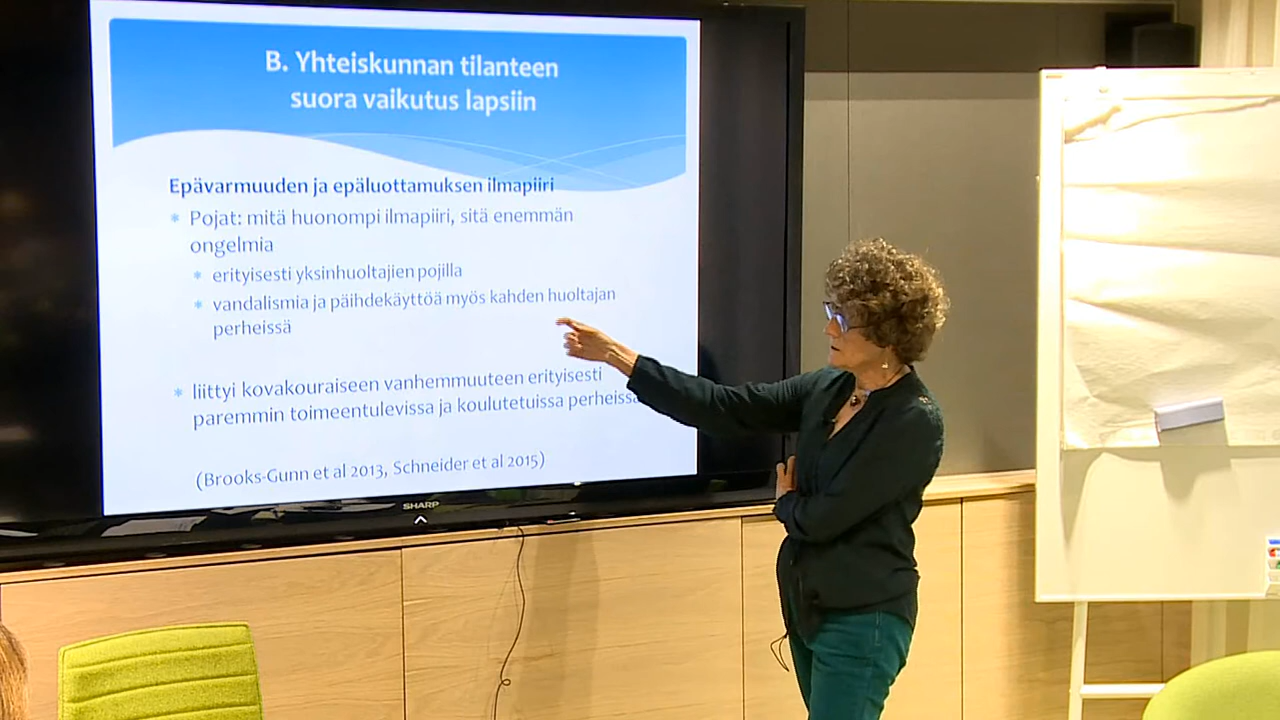 B. Yhteiskunnan tilanteen
suora vaikutus lapsiin
Epävarmuuden ja epäluottamuksen ilmapiiri
* Pojat: mitä huonompi ilmapiiri, sitä enemmän
ongelmia
* erityisesti yksinhuoltajien pojilla
* vandalismia ja päihdekäyttöä myös kahden huoltajan
perheissä
* liittyi kovakouraiseen vanhemmuuteen erityisesti
paremmin toimeentulevissa ja koulutetuissa perheissä
(Brooks-Gunn et al 2013, Schneider et al 2015)
SHARP